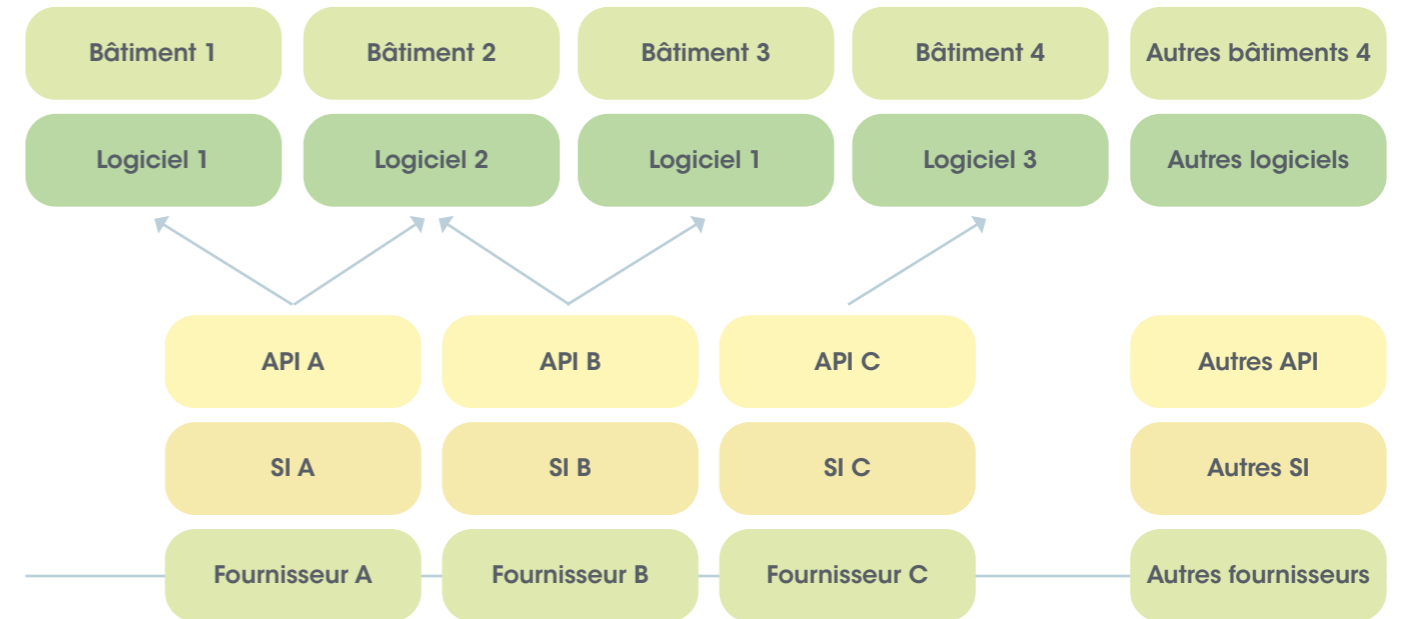 Bâtiment 1
Bâtiment 2
Bâtiment 3
Bâtiment 4
Autres bâtiments 4
Logiciel 1
Logiciel 2
Logiciel 1
Logiciel 3
Autres logiciels
API A
API B
API C
Autres API
SI A
SI B
SI C
Autres SI
Fournisseur A
Fournisseur B
Fournisseur C
Autres fournisseurs